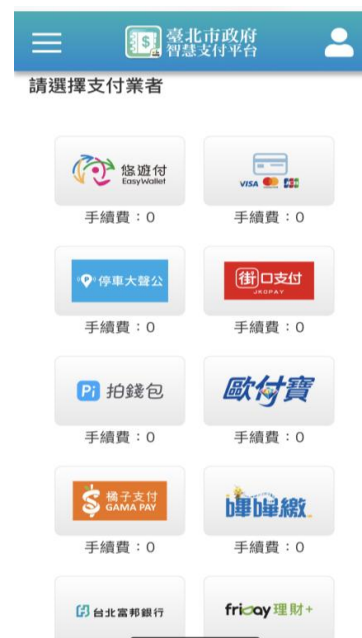 臺北市政府
智慧支付平台
請選擇支付業者
悠遊付
EasyWallet
手續費：0
VISA JCB
手續費：0
停車大聲公
手續費：0
街口支付
JKOPAY
手續費：0
Pi 拍錢包
手續費：0
歐付寶
手續費：0
橘子支付
GAMA PAY
手續費：0
嗶嗶繳
手續費：0
台北富邦銀行
friday理財+